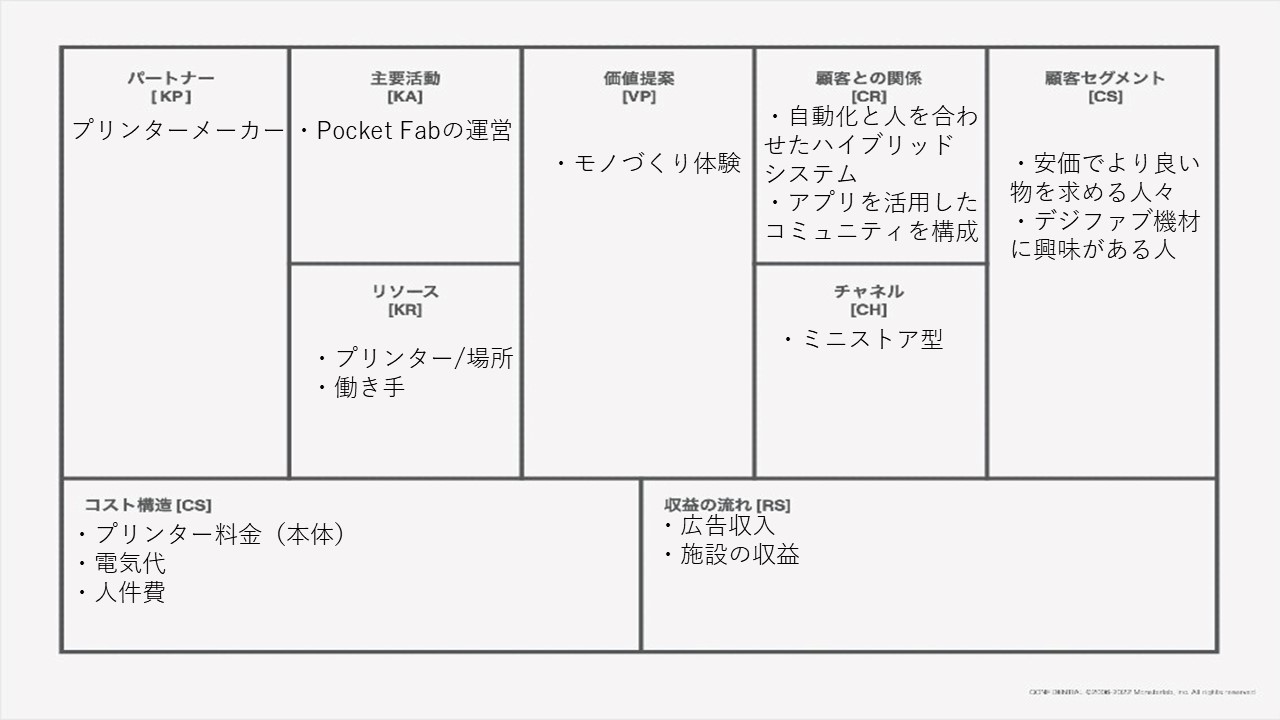 パートナー
[ KP ]
プリンターメーカー
主要活動
[KA]
・Pocket Fabの運営
リソース
[KR]
・プリンター/場所
・働き手
価値提案
[VP]
・モノづくり体験
顧客との関係
[CR]
・自動化と人を合わ
せたハイブリッド
システム
・アプリを活用した
コミュニティを構成
チャネル
[CH]
・ミニストア型
顧客セグメント
[CS]
・安価でより良い
物を求める人々
・デジファブ機材
に興味がある人
コスト構造 [CS]
・プリンター料金（本体）
・電気代
・人件費
収益の流れ [RS]
・広告収入
・施設の収益
©2006-2022 All rights reserved